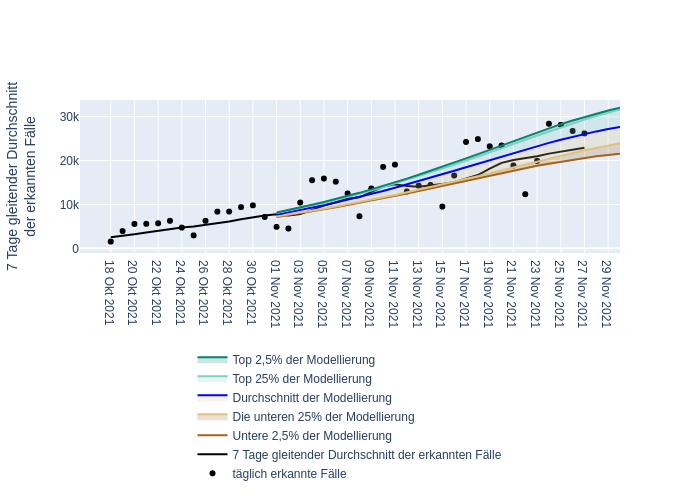 7 Tage gleitender Durchschnitt
der erkannten Fälle
30k
20k
10k
0
18 Okt 2021
20 Okt 2021
22 Okt 2021
24 Okt 2021
26 Okt 2021
28 Okt 2021
30 Okt 2021
01 Nov 2021
03 Nov 2021
05 Nov 2021
07 Nov 2021
09 Nov 2021
11 Nov 2021
13 Nov 2021
15 Nov 2021
17 Nov 2021
19 Nov 2021
21 Nov 2021
23 Nov 2021
25 Nov 2021
27 Nov 2021
29 Nov 2021
Top 2,5% der Modellierung
Top 25% der Modellierung
Durchschnitt der Modellierung
Die unteren 25% der Modellierung
Untere 2,5% der Modellierung
7 Tage gleitender Durchschnitt der erkannten Fälle
täglich erkannte Fälle